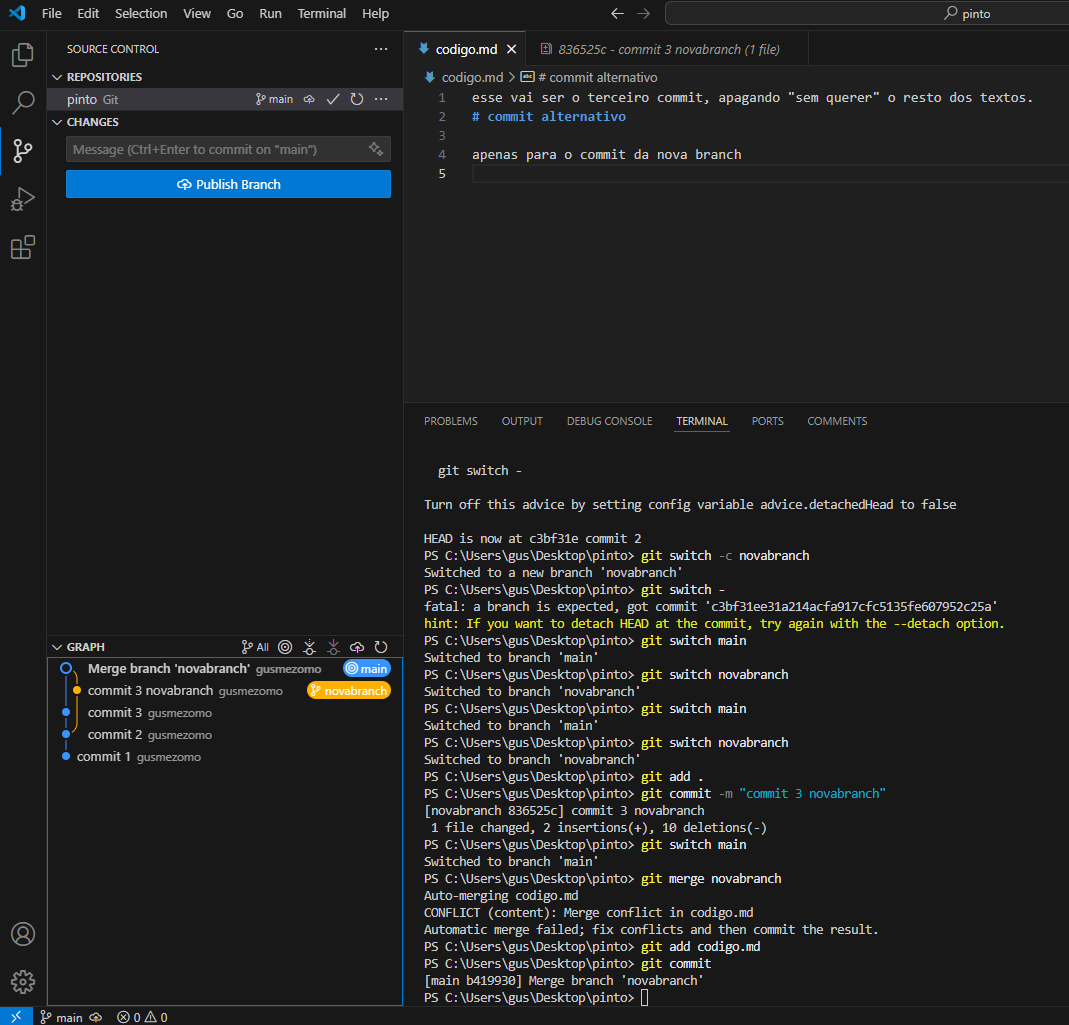 File Edit Selection View Go Run Terminal Help
pinto
SOURCE CONTROL
REPOSITORIES
pinto Git main
CHANGES
Message (Ctrl+Enter to commit on "main")
Publish Branch
GRAPH All
Merge branch 'novabranch' gusmezomo main
commit 3 novabranch gusmezomo novabranch
commit 3 gusmezomo
commit 2 gusmezomo
commit 1 gusmezomo
codigo.md 836525c - commit 3 novabranch (1 file)
codigo.md > abc # commit alternativo
1 esse vai ser o terceiro commit, apagando "sem querer" o resto dos textos.
2 # commit alternativo
3
4 apenas para o commit da nova branch
5
PROBLEMS OUTPUT DEBUG CONSOLE TERMINAL PORTS COMMENTS
git switch -
Turn off this advice by setting config variable advice.detachedHead to false
HEAD is now at c3bf31e commit 2
PS C:\Users\gus\Desktop\pinto> git switch -c novabranch
Switched to a new branch 'novabranch'
PS C:\Users\gus\Desktop\pinto> git switch -
fatal: a branch is expected, got commit 'c3bf31ee31a214acfa917cfc5135fe607952c25a'
hint: If you want to detach HEAD at the commit, try again with the --detach option.
PS C:\Users\gus\Desktop\pinto> git switch main
Switched to branch 'main'
PS C:\Users\gus\Desktop\pinto> git switch novabranch
Switched to branch 'novabranch'
PS C:\Users\gus\Desktop\pinto> git switch main
Switched to branch 'main'
PS C:\Users\gus\Desktop\pinto> git switch novabranch
Switched to branch 'novabranch'
PS C:\Users\gus\Desktop\pinto> git add .
PS C:\Users\gus\Desktop\pinto> git commit -m "commit 3 novabranch"
[novabranch 836525c] commit 3 novabranch
1 file changed, 2 insertions(+), 10 deletions(-)
PS C:\Users\gus\Desktop\pinto> git switch main
Switched to branch 'main'
PS C:\Users\gus\Desktop\pinto> git merge novabranch
Auto-merging codigo.md
CONFLICT (content): Merge conflict in codigo.md
Automatic merge failed; fix conflicts and then commit the result.
PS C:\Users\gus\Desktop\pinto> git add codigo.md
PS C:\Users\gus\Desktop\pinto> git commit
[main b419930] Merge branch 'novabranch'
PS C:\Users\gus\Desktop\pinto>
main 0 0